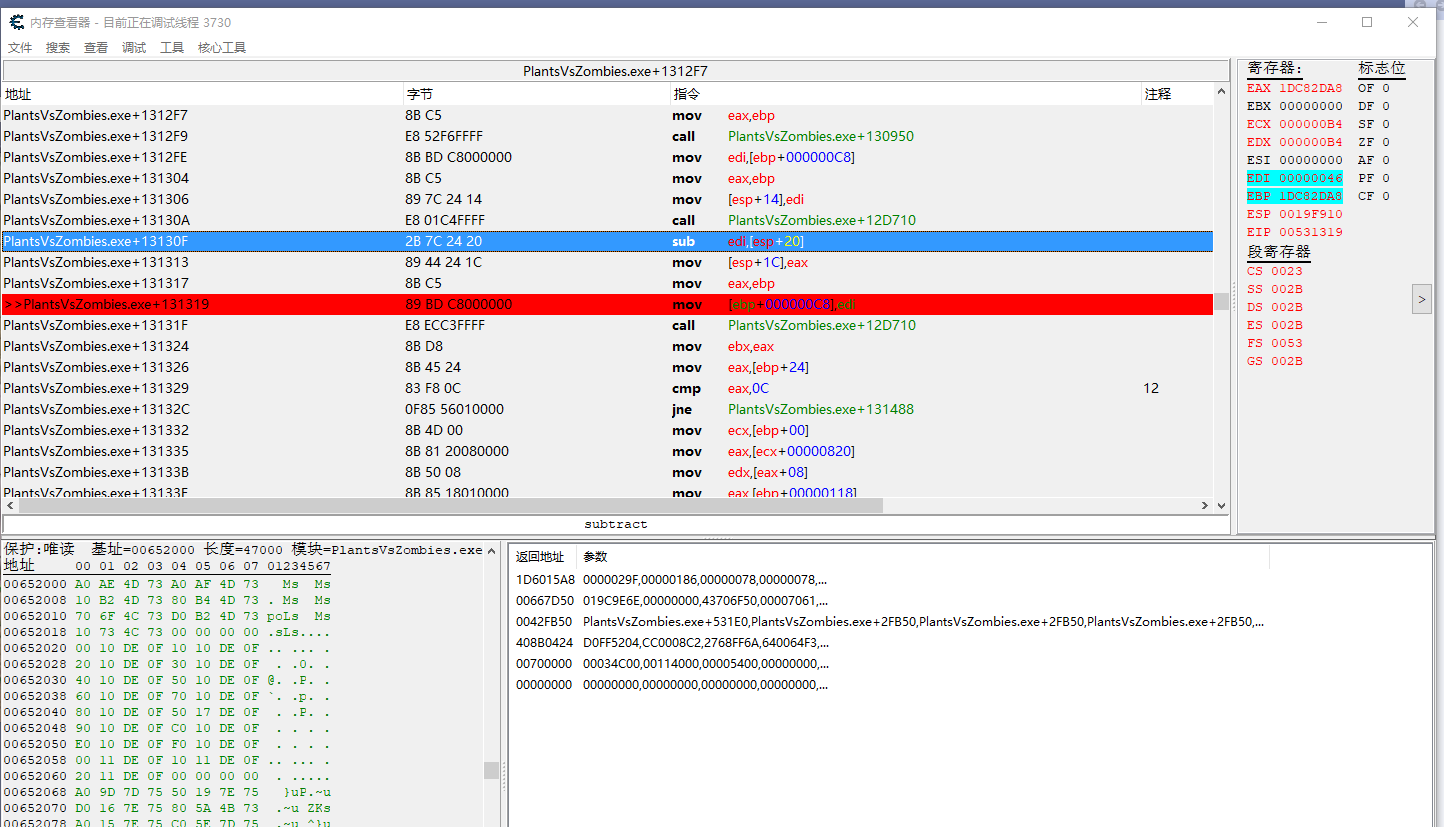 内存查看器 - 目前正在调试线程 3730
文件 搜索 查看 调试 工具 核心工具
PlantsVsZombies.exe+1312F7
地址 字节 指令 注释
PlantsVsZombies.exe+1312F7 8B C5 mov eax,ebp
PlantsVsZombies.exe+1312F9 E8 52F6FFFF call PlantsVsZombies.exe+130950
PlantsVsZombies.exe+1312FE 8B BD C8000000 mov edi,[ebp+000000C8]
PlantsVsZombies.exe+131304 8B C5 mov eax,ebp
PlantsVsZombies.exe+131306 89 7C 24 14 mov [esp+14],edi
PlantsVsZombies.exe+13130A E8 01C4FFFF call PlantsVsZombies.exe+12D710
PlantsVsZombies.exe+13130F 2B 7C 24 20 sub edi,[esp+20]
PlantsVsZombies.exe+131313 89 44 24 1C mov [esp+1C],eax
PlantsVsZombies.exe+131317 8B C5 mov eax,ebp
>>PlantsVsZombies.exe+131319 89 BD C8000000 mov [ebp+000000C8],edi
PlantsVsZombies.exe+13131F E8 ECC3FFFF call PlantsVsZombies.exe+12D710
PlantsVsZombies.exe+131324 8B D8 mov ebx,eax
PlantsVsZombies.exe+131326 8B 45 24 mov eax,[ebp+24]
PlantsVsZombies.exe+131329 83 F8 0C cmp eax,0C 12
PlantsVsZombies.exe+13132C 0F85 56010000 jne PlantsVsZombies.exe+131488
PlantsVsZombies.exe+131332 8B 4D 00 mov ecx,[ebp+00]
PlantsVsZombies.exe+131335 8B 81 20080000 mov eax,[ecx+00000820]
PlantsVsZombies.exe+13133B 8B 50 08 mov edx,[eax+08]
PlantsVsZombies.exe+13133E 8B 85 18010000 mov eax,[ebp+00000118]
subtract
寄存器: 标志位
EAX 1DC82DA8 OF 0
EBX 00000000 DF 0
ECX 000000B4 SF 0
EDX 000000B4 ZF 0
ESI 00000000 AF 0
EDI 00000046 PF 0
EBP 1DC82DA8 CF 0
ESP 0019F910
EIP 00531319
段寄存器
CS 0023
SS 002B
DS 002B
ES 002B
FS 0053
GS 002B
>
保护:唯读 基址=00652000 长度=47000 模块=PlantsVsZombies.exe
地址 00 01 02 03 04 05 06 07 01234567
00652000 A0 AE 4D 73 A0 AF 4D 73 Ms Ms
00652008 10 B2 4D 73 80 B4 4D 73 . Ms Ms
00652010 70 6F 4C 73 D0 B2 4D 73 poLs Ms
00652018 10 73 4C 73 00 00 00 00 .sLs....
00652020 00 10 DE 0F 10 10 DE 0F .. .. . .
00652028 20 10 DE 0F 30 10 DE 0F . .0. .
00652030 40 10 DE 0F 50 10 DE 0F @. .P. .
00652038 60 10 DE 0F 70 10 DE 0F `. .p. .
00652040 80 10 DE 0F 50 17 DE 0F . .P. .
00652048 90 10 DE 0F C0 10 DE 0F . . . .
00652050 E0 10 DE 0F F0 10 DE 0F . . . .
00652058 00 11 DE 0F 10 11 DE 0F .. .. . .
00652060 20 11 DE 0F 00 00 00 00 . .....
00652068 A0 9D 7D 75 50 19 7E 75 }uP.~u
00652070 D0 16 7E 75 80 5A 4B 73 .~u ZKs
00652078 A0 15 7E 75 C0 5E 7D 75 .~u ^}u
返回地址 参数
1D6015A8 0000029F,00000186,00000078,00000078,...
00667D50 019C9E6E,00000000,43706F50,00007061,...
0042FB50 PlantsVsZombies.exe+531E0,PlantsVsZombies.exe+2FB50,PlantsVsZombies.exe+2FB50,PlantsVsZombies.exe+2FB50,...
408B0424 D0FF5204,CC0008C2,2768FF6A,640064F3,...
00700000 00034C00,00114000,00005400,00000000,...
00000000 00000000,00000000,00000000,00000000,...